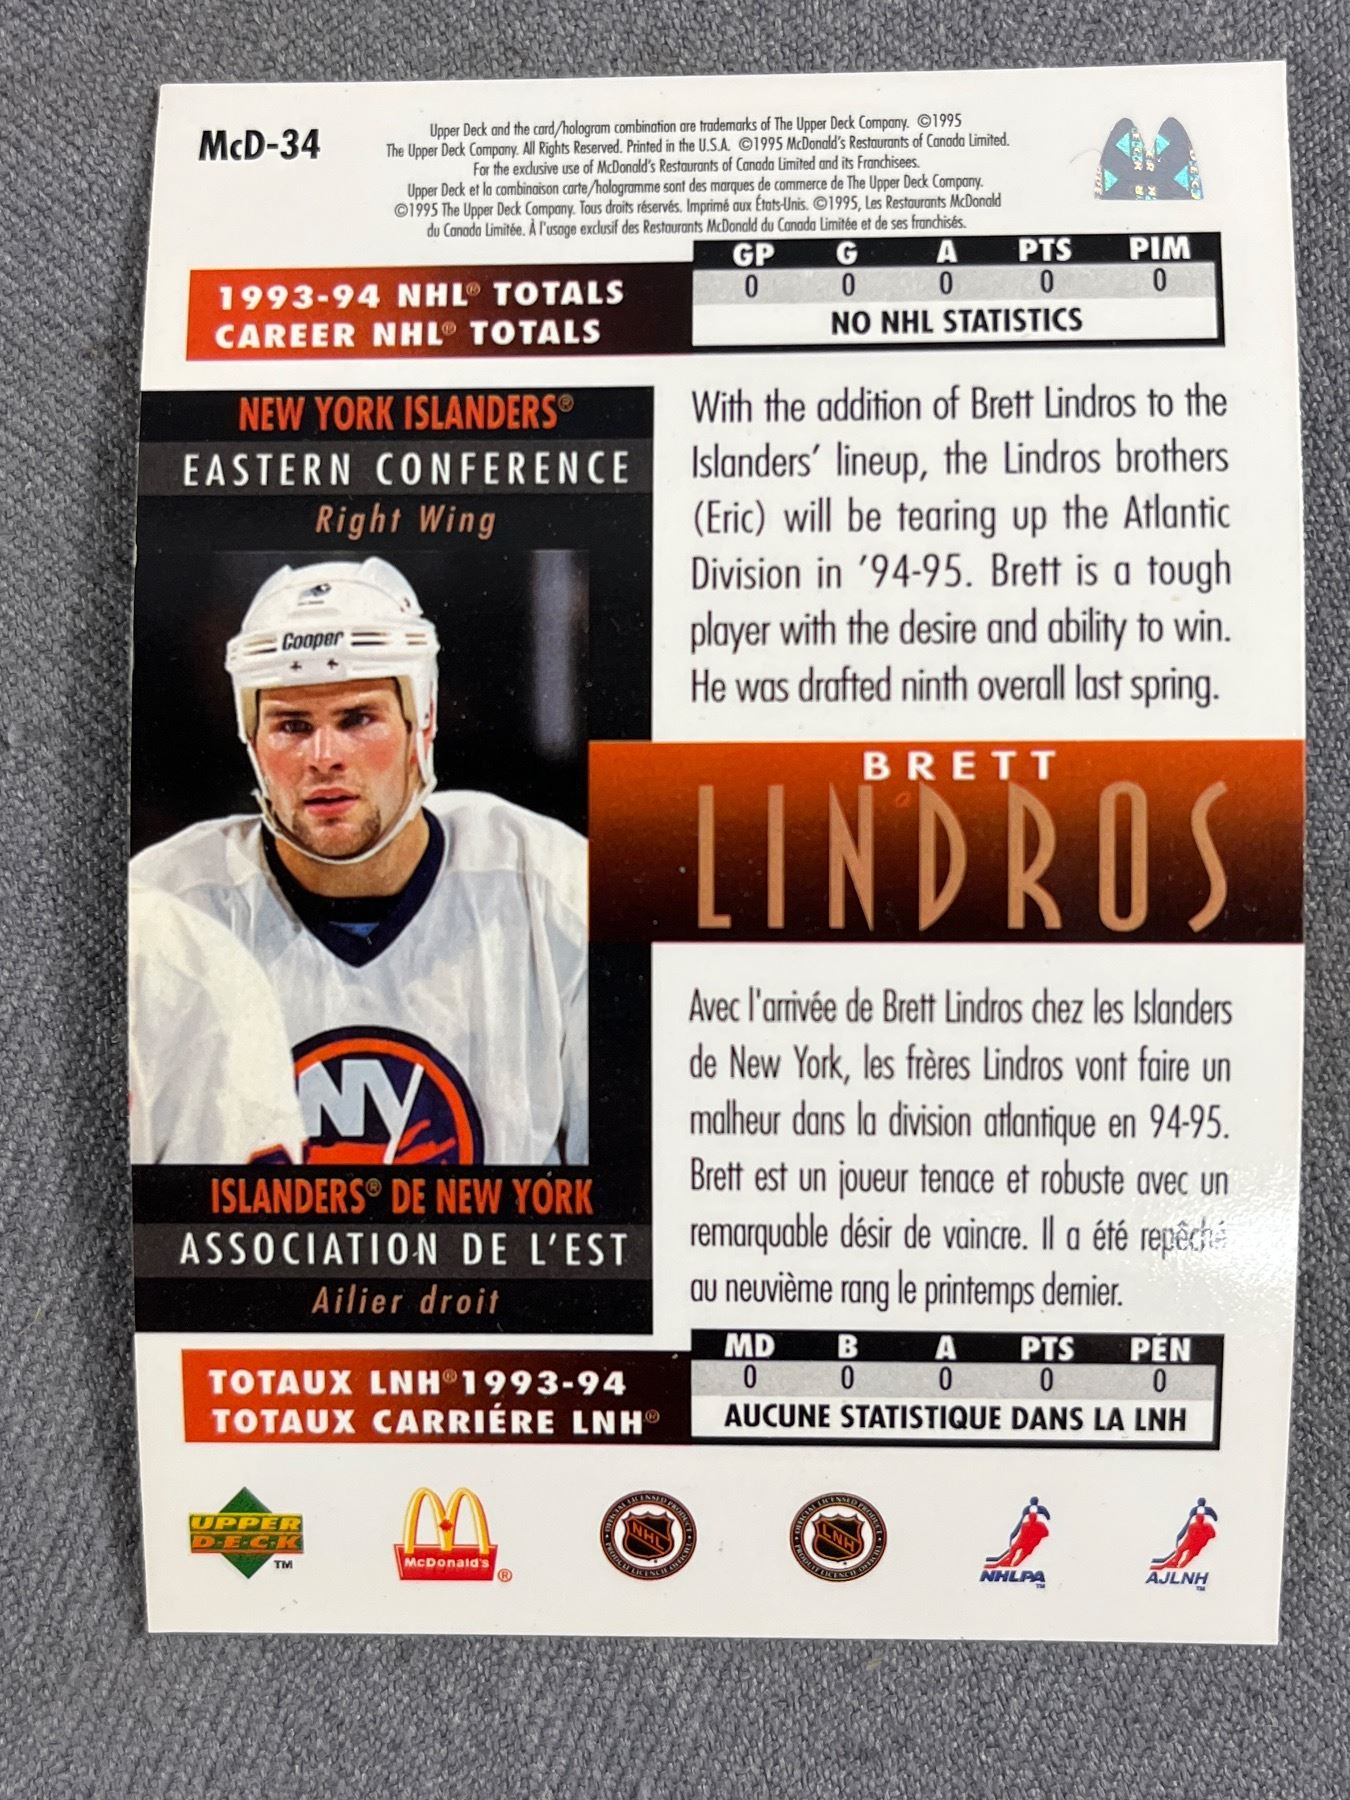 McD-34
Upper Deck and the card/hologram combination are trademarks of The Upper Deck Company. ©1995
The Upper Deck Company. All Rights Reserved. Printed in the U.S.A. ©1995 McDonald's Restaurants of Canada Limited.
For the exclusive use of McDonald's Restaurants of Canada Limited and its Franchisees.
Upper Deck et la combinaison carte/hologramme sont des marques de commerce de The Upper Deck Company.
©1995 The Upper Deck Company. Tous droits réservés. Imprimé aux États-Unis. ©1995, Les Restaurants McDonald
du Canada Limitée. À l'usage exclusif des Restaurants McDonald du Canada Limitée et de ses franchisés.
GP G A PTS PIM
1993-94 NHL® TOTALS 0 0 0 0 0
CAREER NHL® TOTALS NO NHL STATISTICS
NEW YORK ISLANDERS®
EASTERN CONFERENCE
Right Wing
With the addition of Brett Lindros to the
Islanders' lineup, the Lindros brothers
(Eric) will be tearing up the Atlantic
Division in '94-95. Brett is a tough
player with the desire and ability to win.
He was drafted ninth overall last spring.
Cooper
NY
BRETT
LINDROS
Avec l'arrivée de Brett Lindros chez les Islanders
de New York, les frères Lindros vont faire un
malheur dans la division atlantique en 94-95.
Brett est un joueur tenace et robuste avec un
remarquable désir de vaincre. Il a été repêché
au neuvième rang le printemps dernier.
ISLANDERS® DE NEW YORK
ASSOCIATION DE L'EST
Ailier droit
MD B A PTS PÉN
TOTAUX LNH® 1993-94 0 0 0 0 0
TOTAUX CARRIÉRE LNH® AUCUNE STATISTIQUE DANS LA LNH
UPPER
DECK
TM
McDonald's
®
NHL
LNH
NHLPA
TM
AJLNH
TM